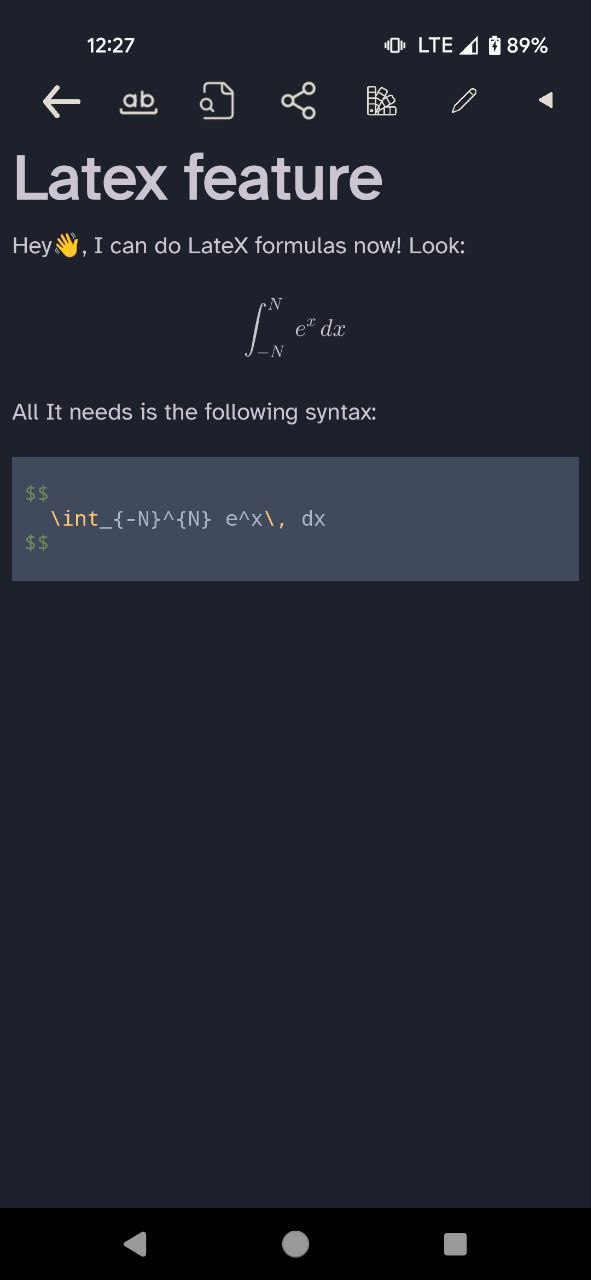 12:27 LTE 89%
ab
Latex feature
Hey👋, I can do LateX formulas now! Look:
\int_{-N}^{N} e^x \, dx
All It needs is the following syntax:
$$
\int_{-N}^{N} e^x\, dx
$$